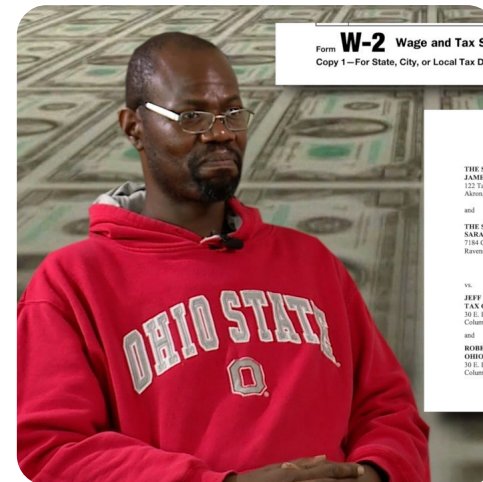 Form W-2 Wage and Tax S
Copy 1—For State, City, or Local Tax D
THE S
JAME
122 Ta
Akron
and
THE S
SARA
7184 G
Raven
vs.
JEFF
TAX C
30 E. I
Colum
and
ROBE
OHIO
30 E. I
Colum
OHIO STATE
O